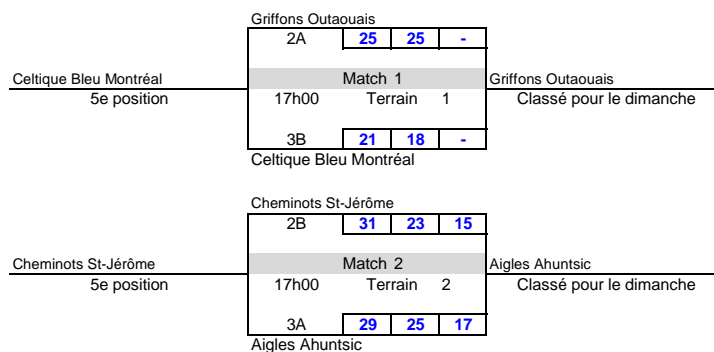 Griffons Outaouais
2A 25 25 -
Celtique Bleu Montréal Match 1 Griffons Outaouais
5e position 17h00 Terrain 1 Classé pour le dimanche
3B 21 18 -
Celtique Bleu Montréal
Cheminots St-Jérôme
2B 31 23 15
Cheminots St-Jérôme Match 2 Aigles Ahuntsic
5e position 17h00 Terrain 2 Classé pour le dimanche
3A 29 25 17
Aigles Ahuntsic